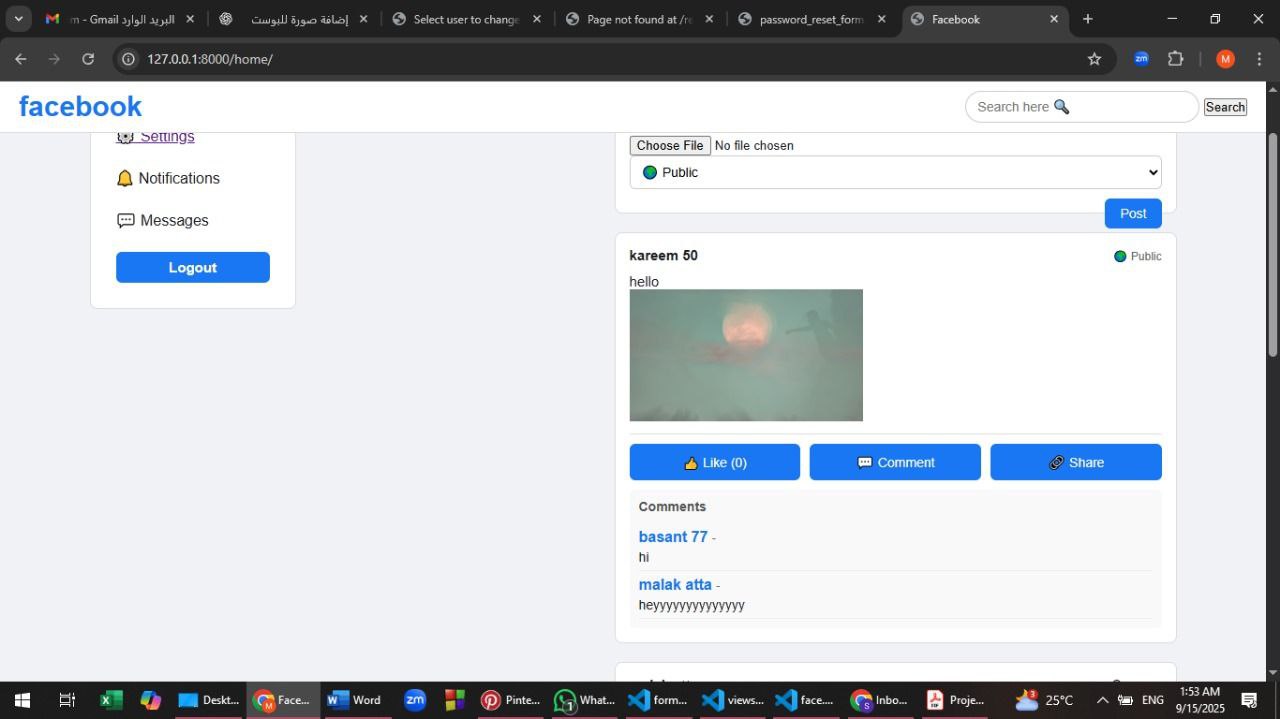 m - Gmail البريد الوارد
إضافة صورة للبوست
Select user to change
Page not found at /re
password_reset_form
Facebook
127.0.0.1:8000/home/
zm
M
facebook
Search here 🔍
Search
⚙️ Settings
Choose File No file chosen
🌍 Public
🔔 Notifications
💬 Messages
Post
Logout
kareem 50
🌍 Public
hello
👍 Like (0)
💬 Comment
🔗 Share
Comments
basant 77 -
hi
malak atta -
heyyyyyyyyyyyyyy
Deskt...
Face...
Word
zm
Pinte...
What...
form...
views...
face....
Inbo...
Proje...
25°C
ENG
1:53 AM
9/15/2025